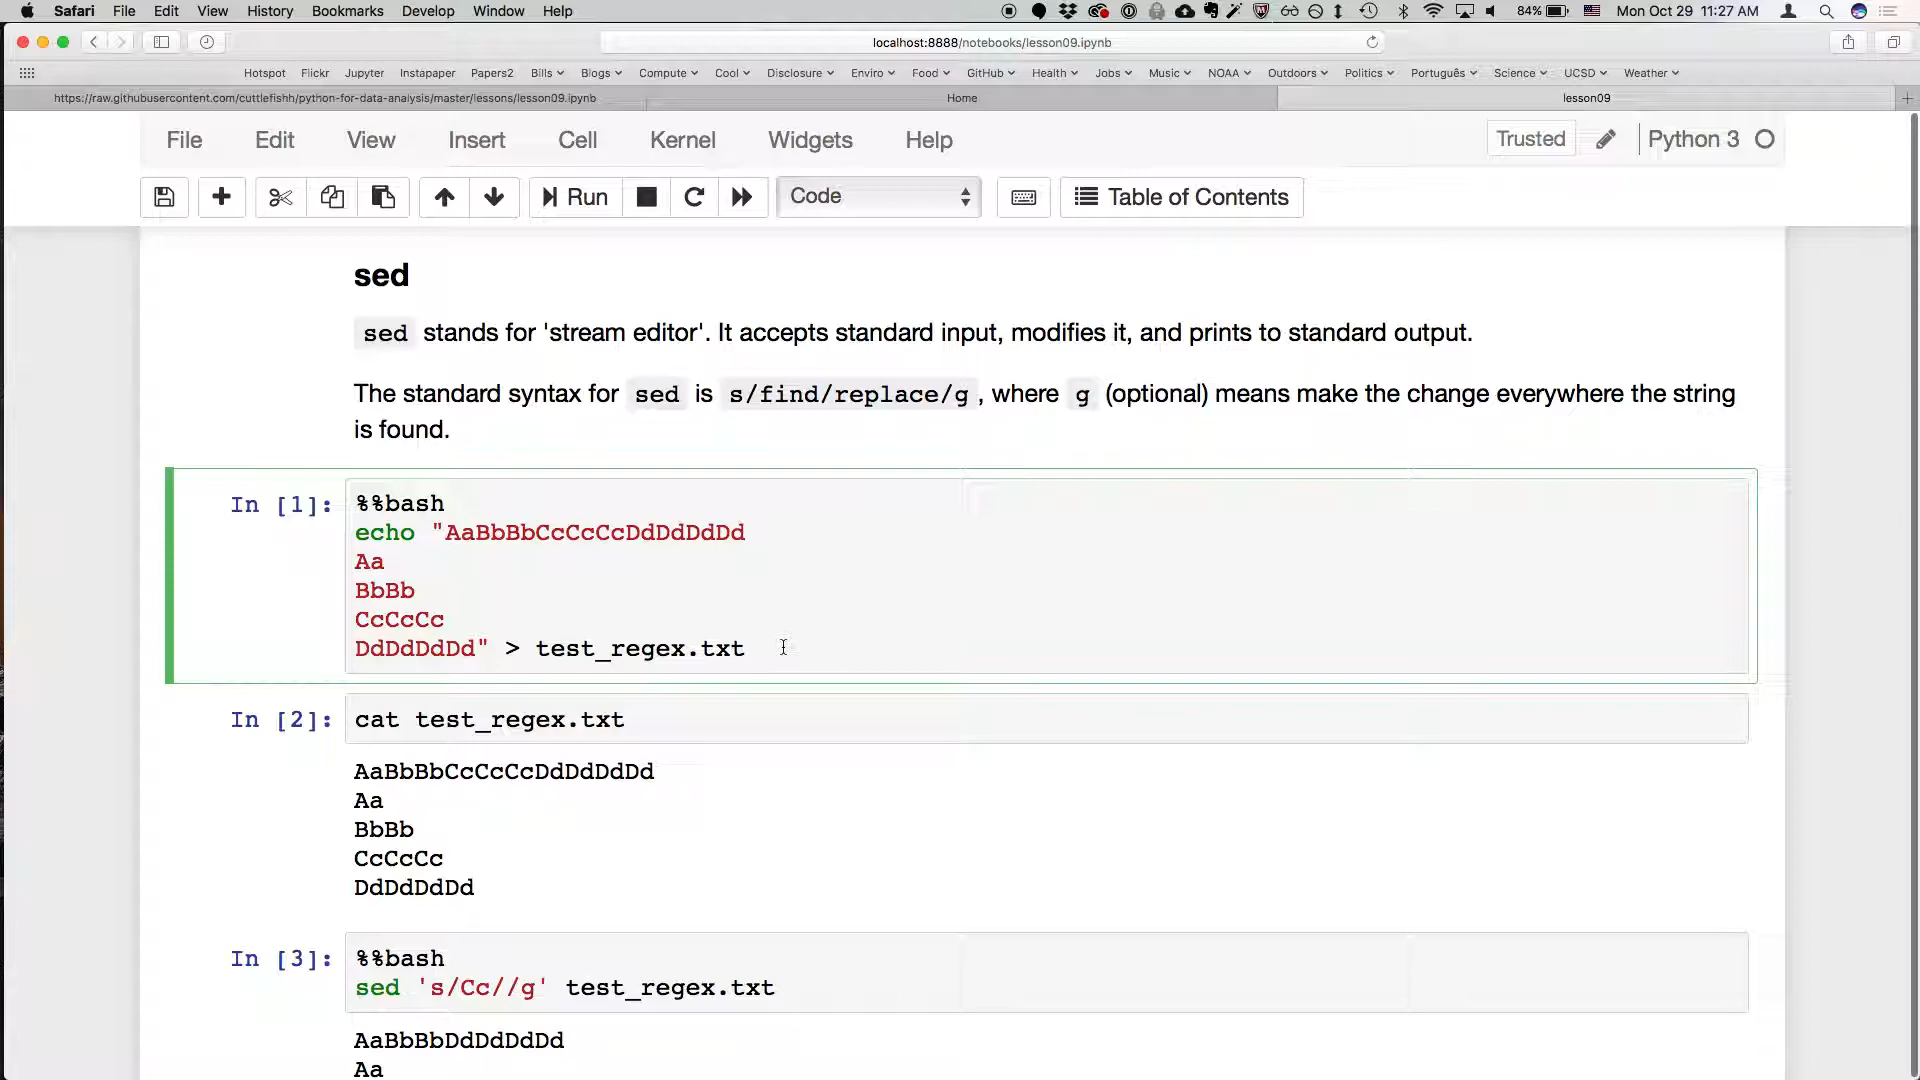 Safari File Edit View History Bookmarks Develop Window Help 84% Mon Oct 29 11:27 AM
localhost:8888/notebooks/lesson09.ipynb
Hotspot Flickr Jupyter Instapaper Papers2 Bills Blogs Compute Cool Disclosure Enviro Food GitHub Health Jobs Music NOAA Outdoors Politics Português Science UCSD Weather
https://raw.githubusercontent.com/cuttlefishh/python-for-data-analysis/master/lessons/lesson09.ipynb Home lesson09
File Edit View Insert Cell Kernel Widgets Help Trusted Python 3
Run Code Table of Contents
sed
sed stands for 'stream editor'. It accepts standard input, modifies it, and prints to standard output.
The standard syntax for sed is s/find/replace/g, where g (optional) means make the change everywhere the string
is found.
In [1]: %%bash
echo "AaBbBbCcCcCcDdDdDdDd
Aa
BbBb
CcCcCc
DdDdDdDd" > test_regex.txt
In [2]: cat test_regex.txt
AaBbBbCcCcCcDdDdDdDd
Aa
BbBb
CcCcCc
DdDdDdDd
In [3]: %%bash
sed 's/Cc//g' test_regex.txt
AaBbBbDdDdDdDd
Aa